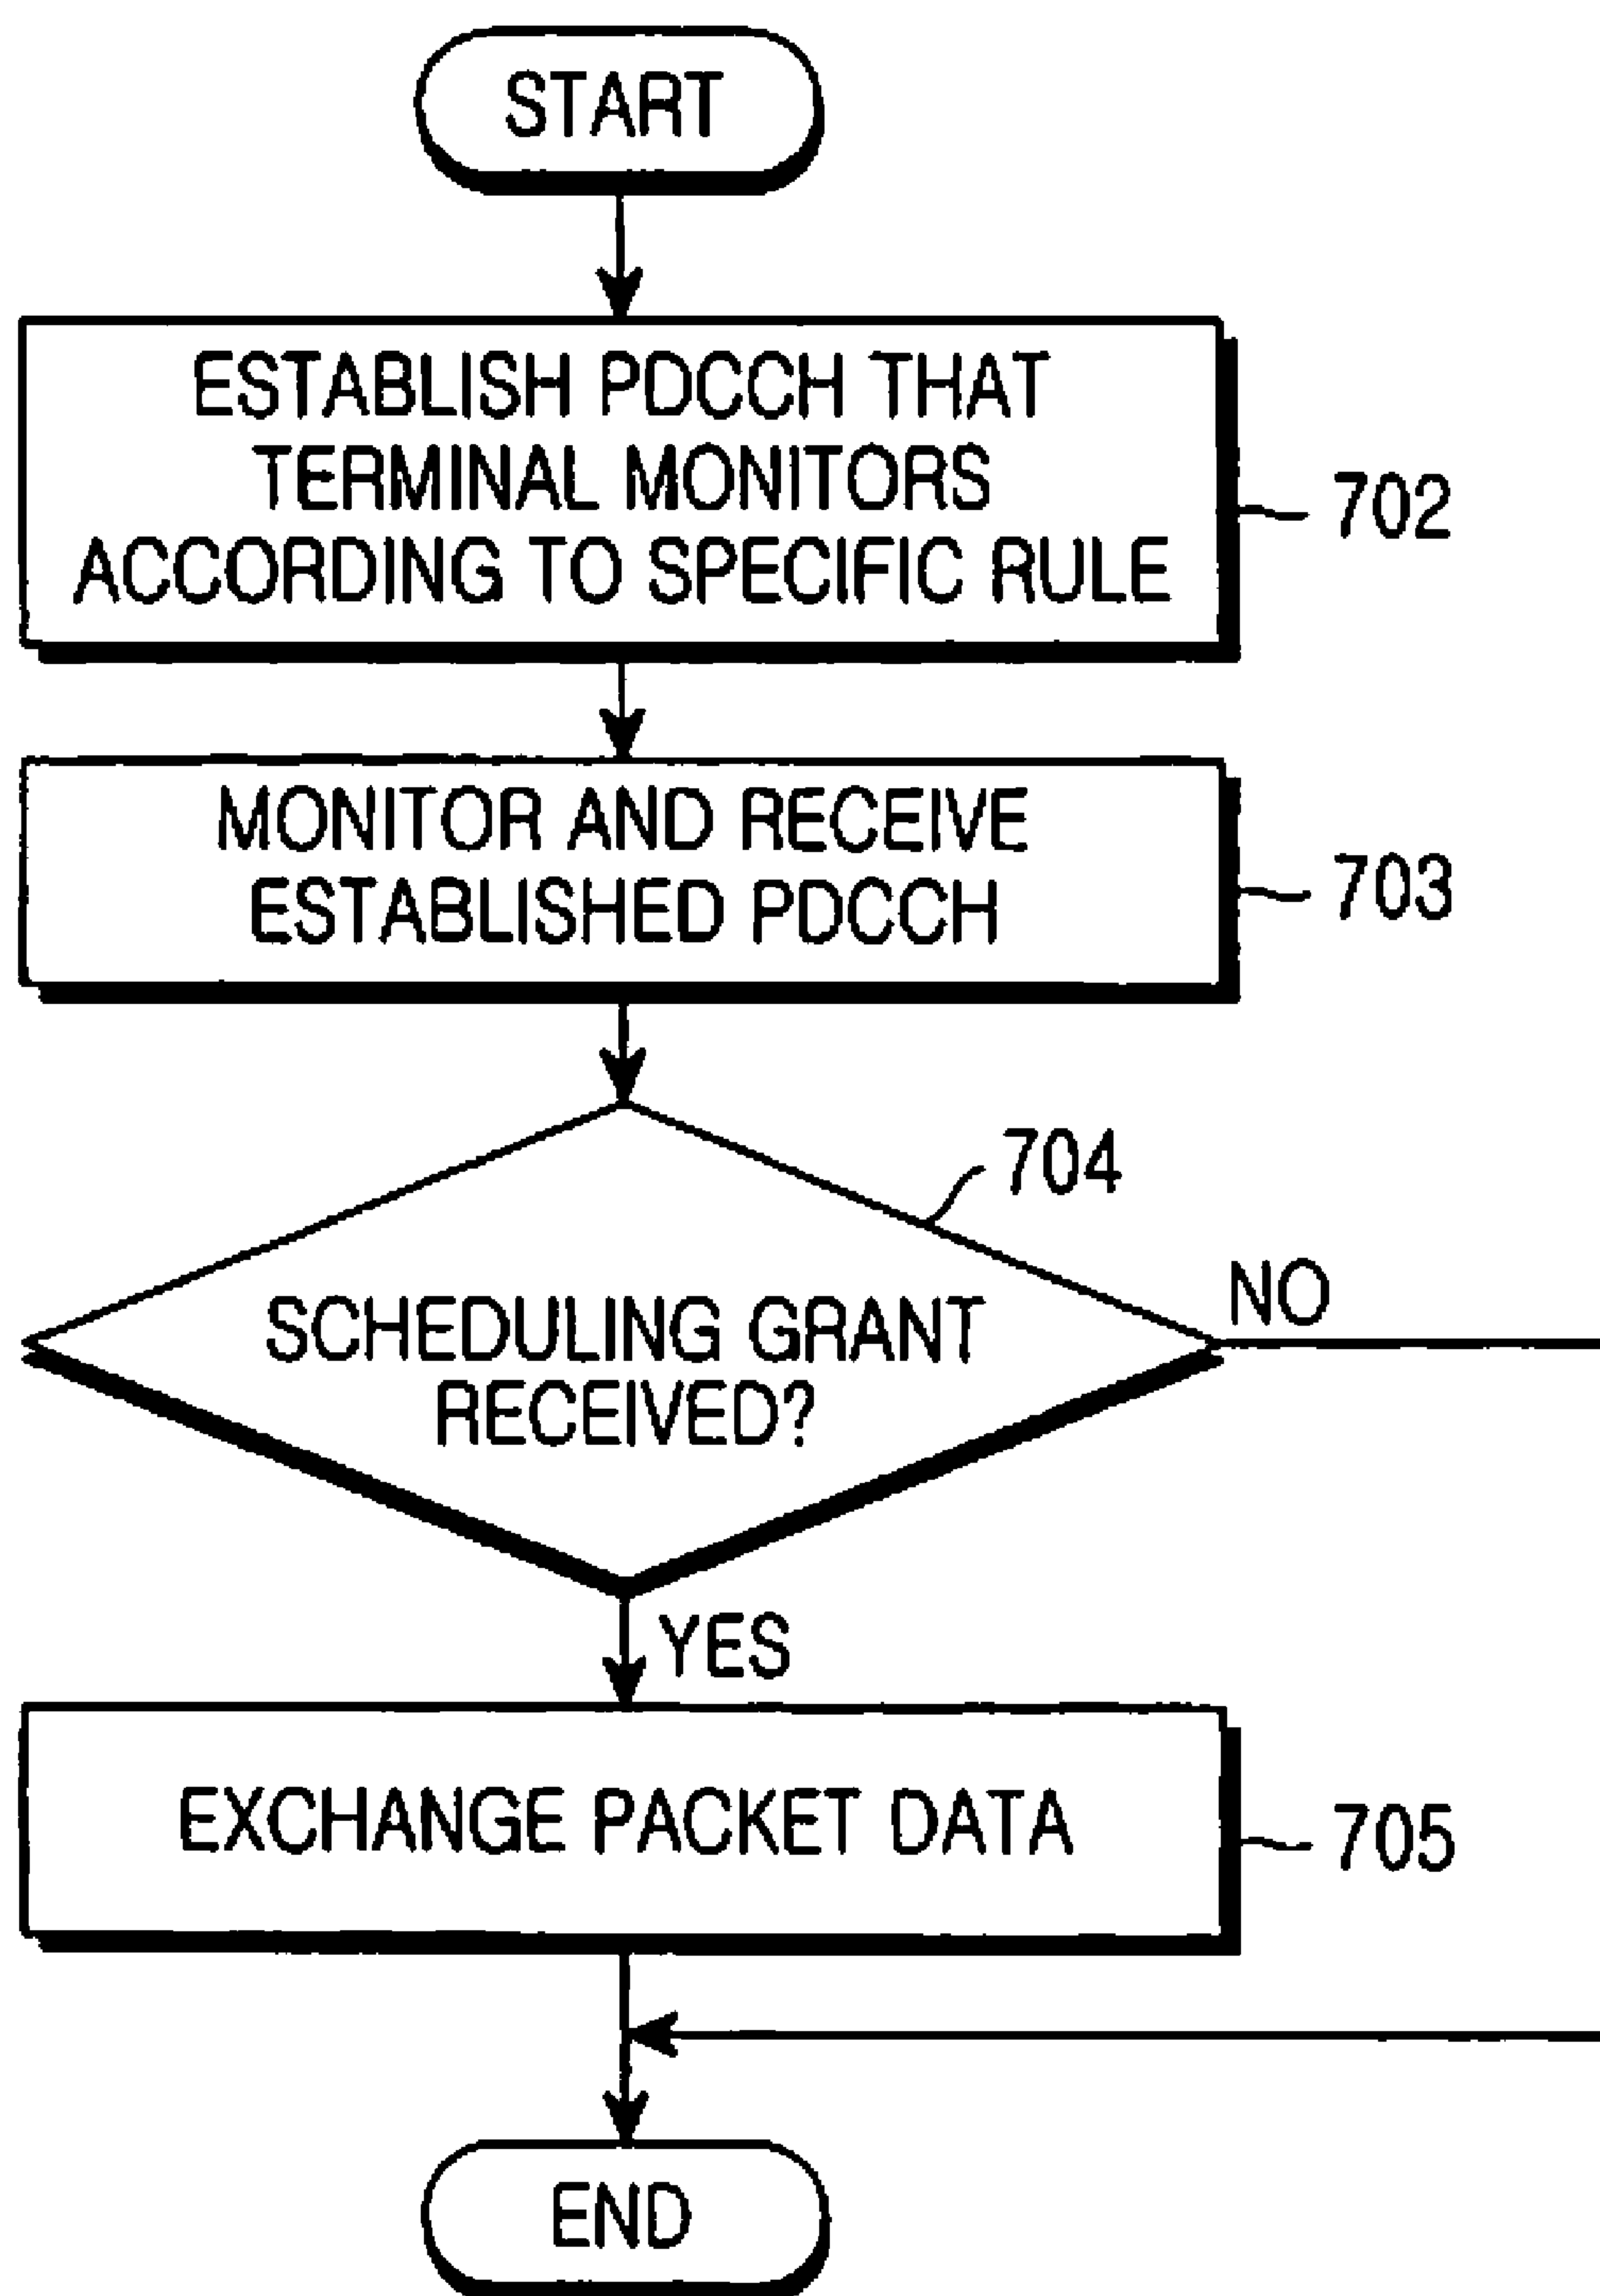 START
ESTABLISH PDCCH THAT
TERMINAL MONITORS
ACCORDING TO SPECIFIC RULE
702
MONITOR AND RECEIVE
ESTABLISHED PDCCH
703
704
NO
SCHEDULING GRANT
RECEIVED?
YES
EXCHANGE PACKET DATA
705
END